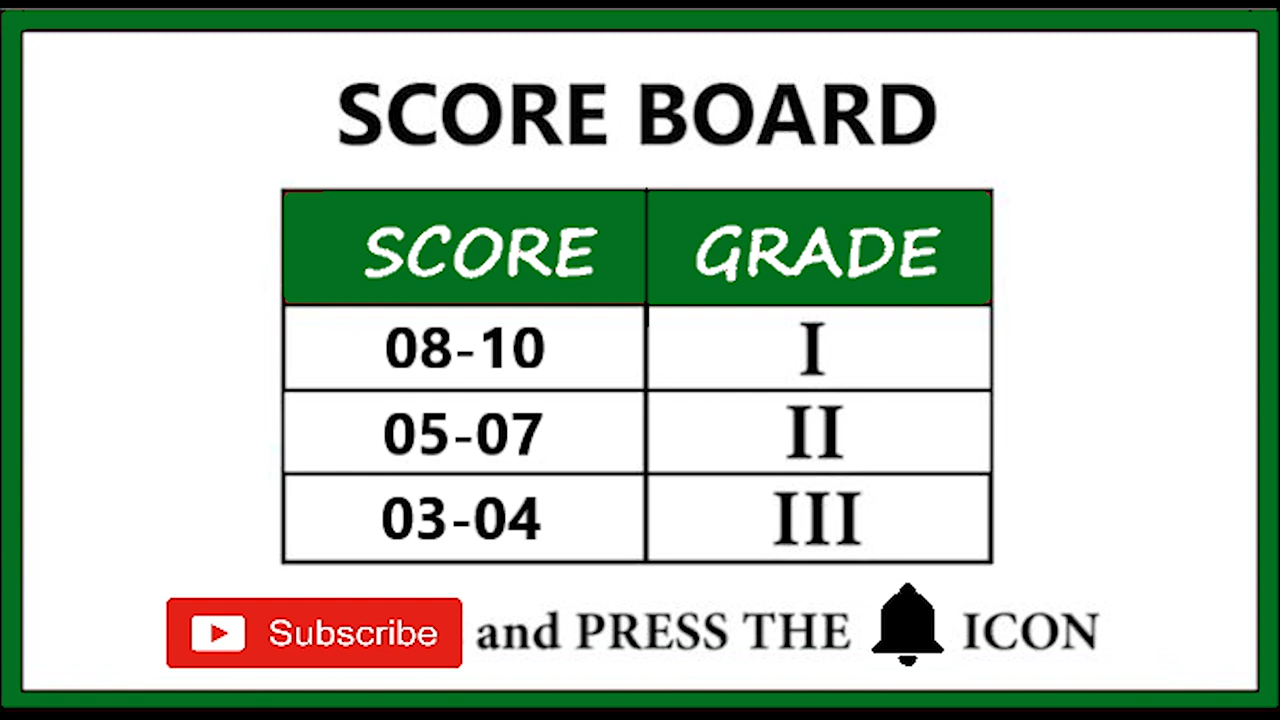 SCORE BOARD
SCORE GRADE
08-10 I
05-07 II
03-04 III
Subscribe and PRESS THE ICON